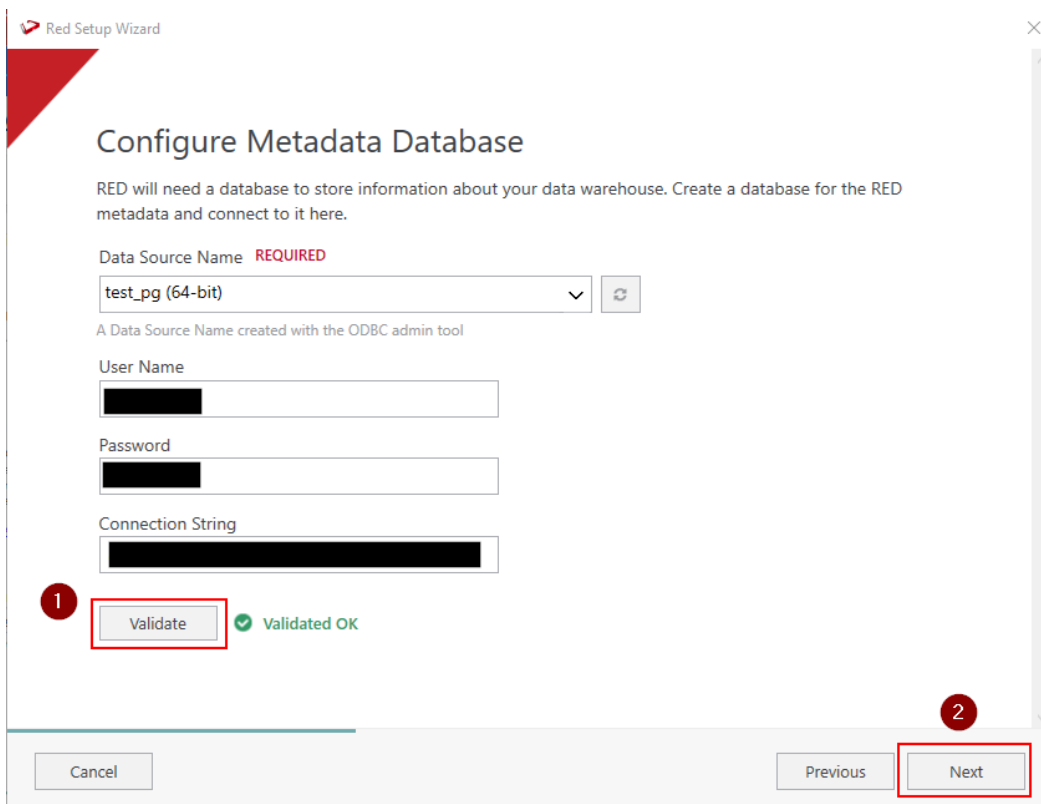 Red Setup Wizard
Configure Metadata Database
RED will need a database to store information about your data warehouse. Create a database for the RED
metadata and connect to it here.
Data Source Name REQUIRED
test_pg (64-bit)
A Data Source Name created with the ODBC admin tool
User Name
Password
Connection String
1
Validate Validated OK
2
Cancel Previous Next